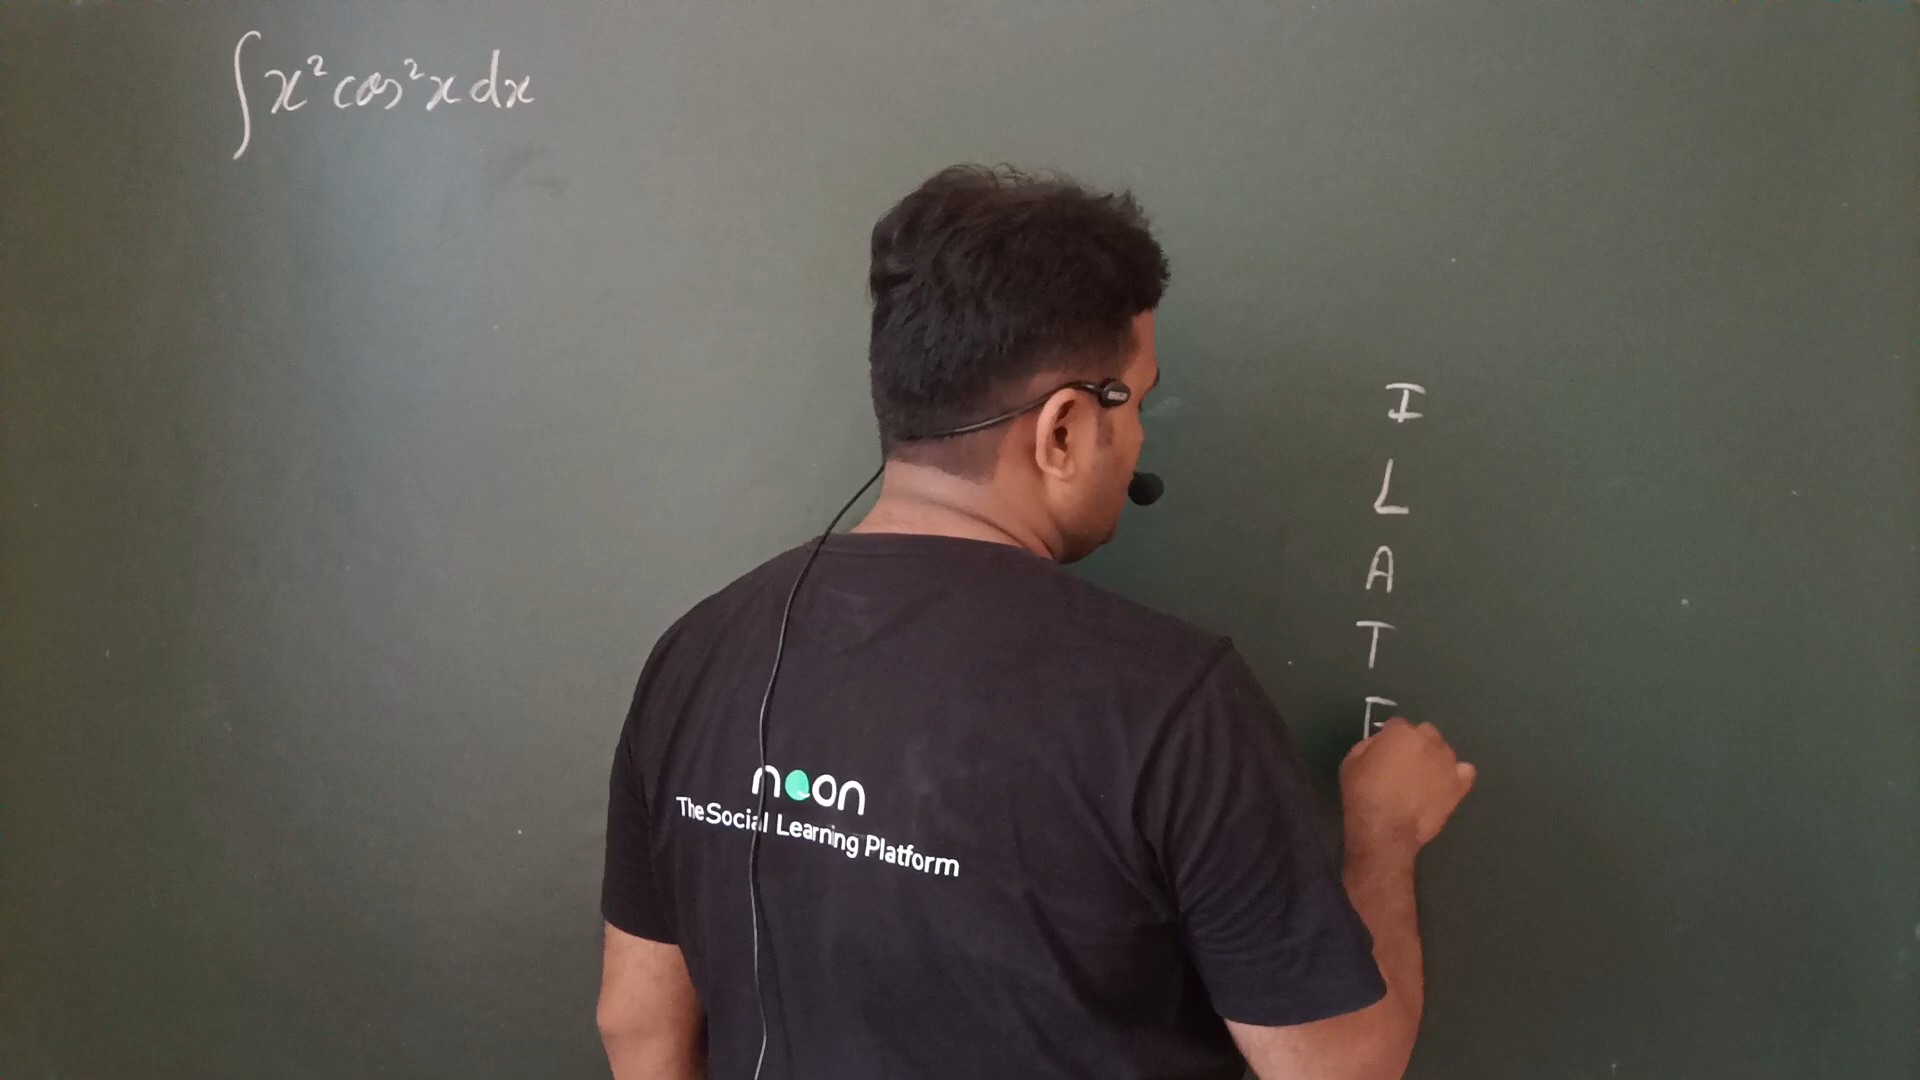 ∫x²cos²x dx
I
L
A
T
E
noon
The Social Learning Platform